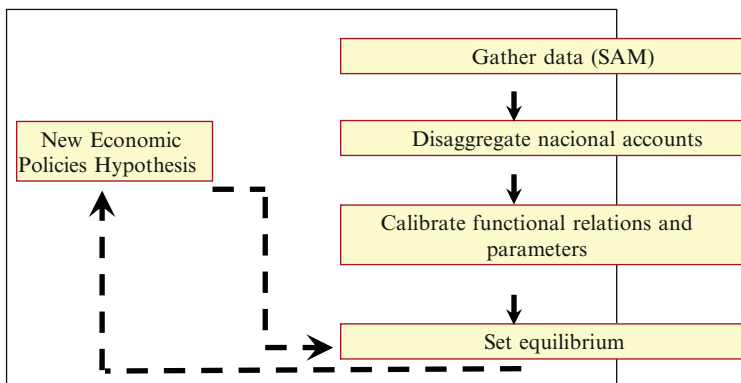 Gather data (SAM)
New Economic
Policies Hypothesis
Disaggregate nacional accounts
Calibrate functional relations and
parameters
Set equilibrium